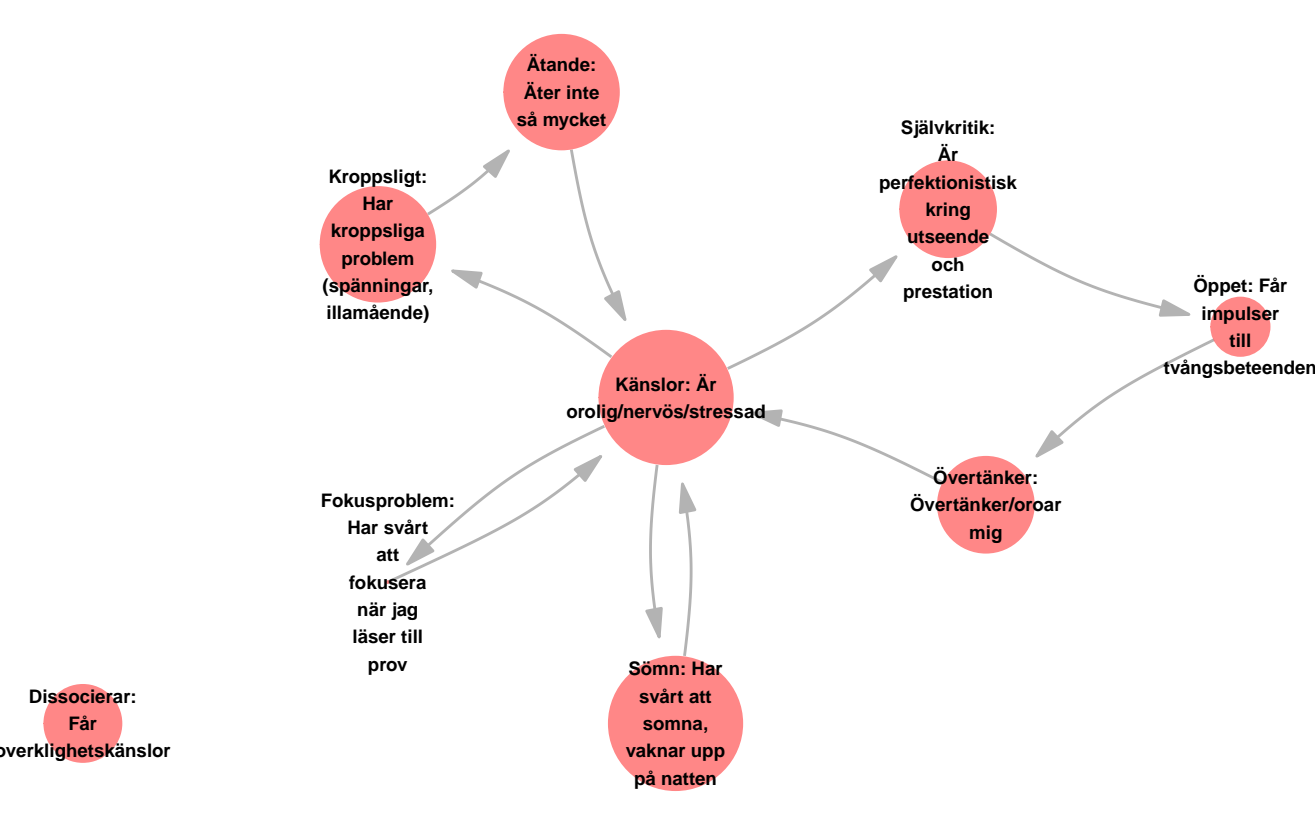 Ätande:
Äter inte
så mycket
Självkritik:
Är
perfektionistisk
kring
utseende
och
prestation
Kroppsligt:
Har
kroppsliga
problem
(spänningar,
illamående)
Öppet: Får
impulser
till
tvångsbeteenden
Känslor: Är
orolig/nervös/stressad
Övertänker:
Övertänker/oroar
mig
Fokusproblem:
Har svårt
att
fokusera
när jag
läser till
prov
Sömn: Har
svårt att
somna,
vaknar upp
på natten
Dissocierar:
Får
overklighetskänslor